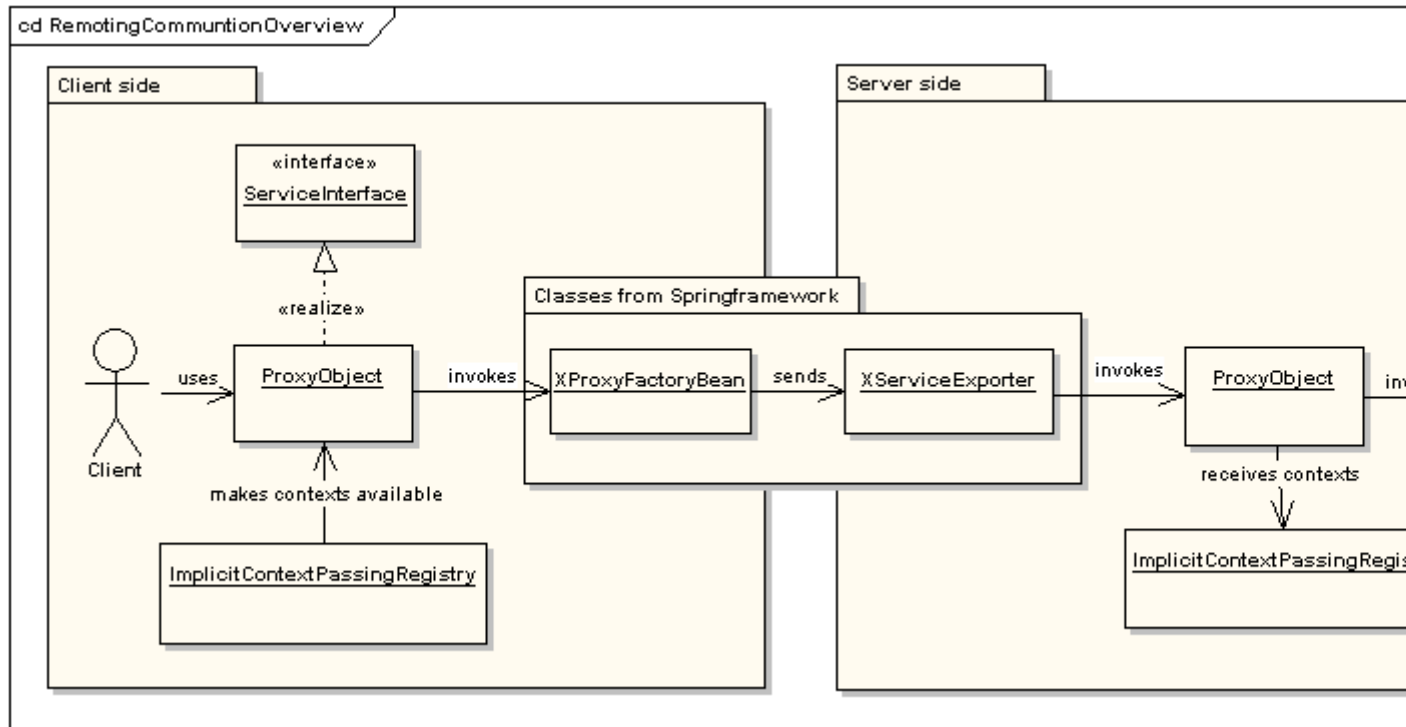 cd RemotingCommuntionOverview
Client side
Server side
«interface»
ServiceInterface
Classes from Springframework
«realize»
uses
ProxyObject
invokes
XProxyFactoryBean
sends
XServiceExporter
invokes
ProxyObject
Client
makes contexts available
receives contexts
ImplicitContextPassingRegistry